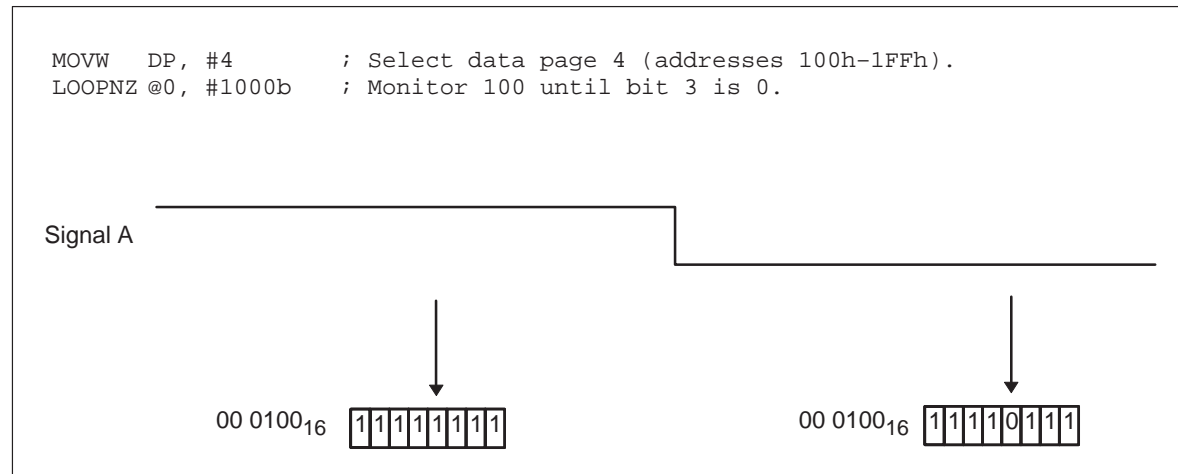 MOVW DP, #4 ; Select data page 4 (addresses 100h−1FFh).
LOOPNZ @0, #1000b ; Monitor 100 until bit 3 is 0.
Signal A
00 0100₁₆ 1 1 1 1 1 1 1 1 00 0100₁₆ 1 1 1 1 0 1 1 1